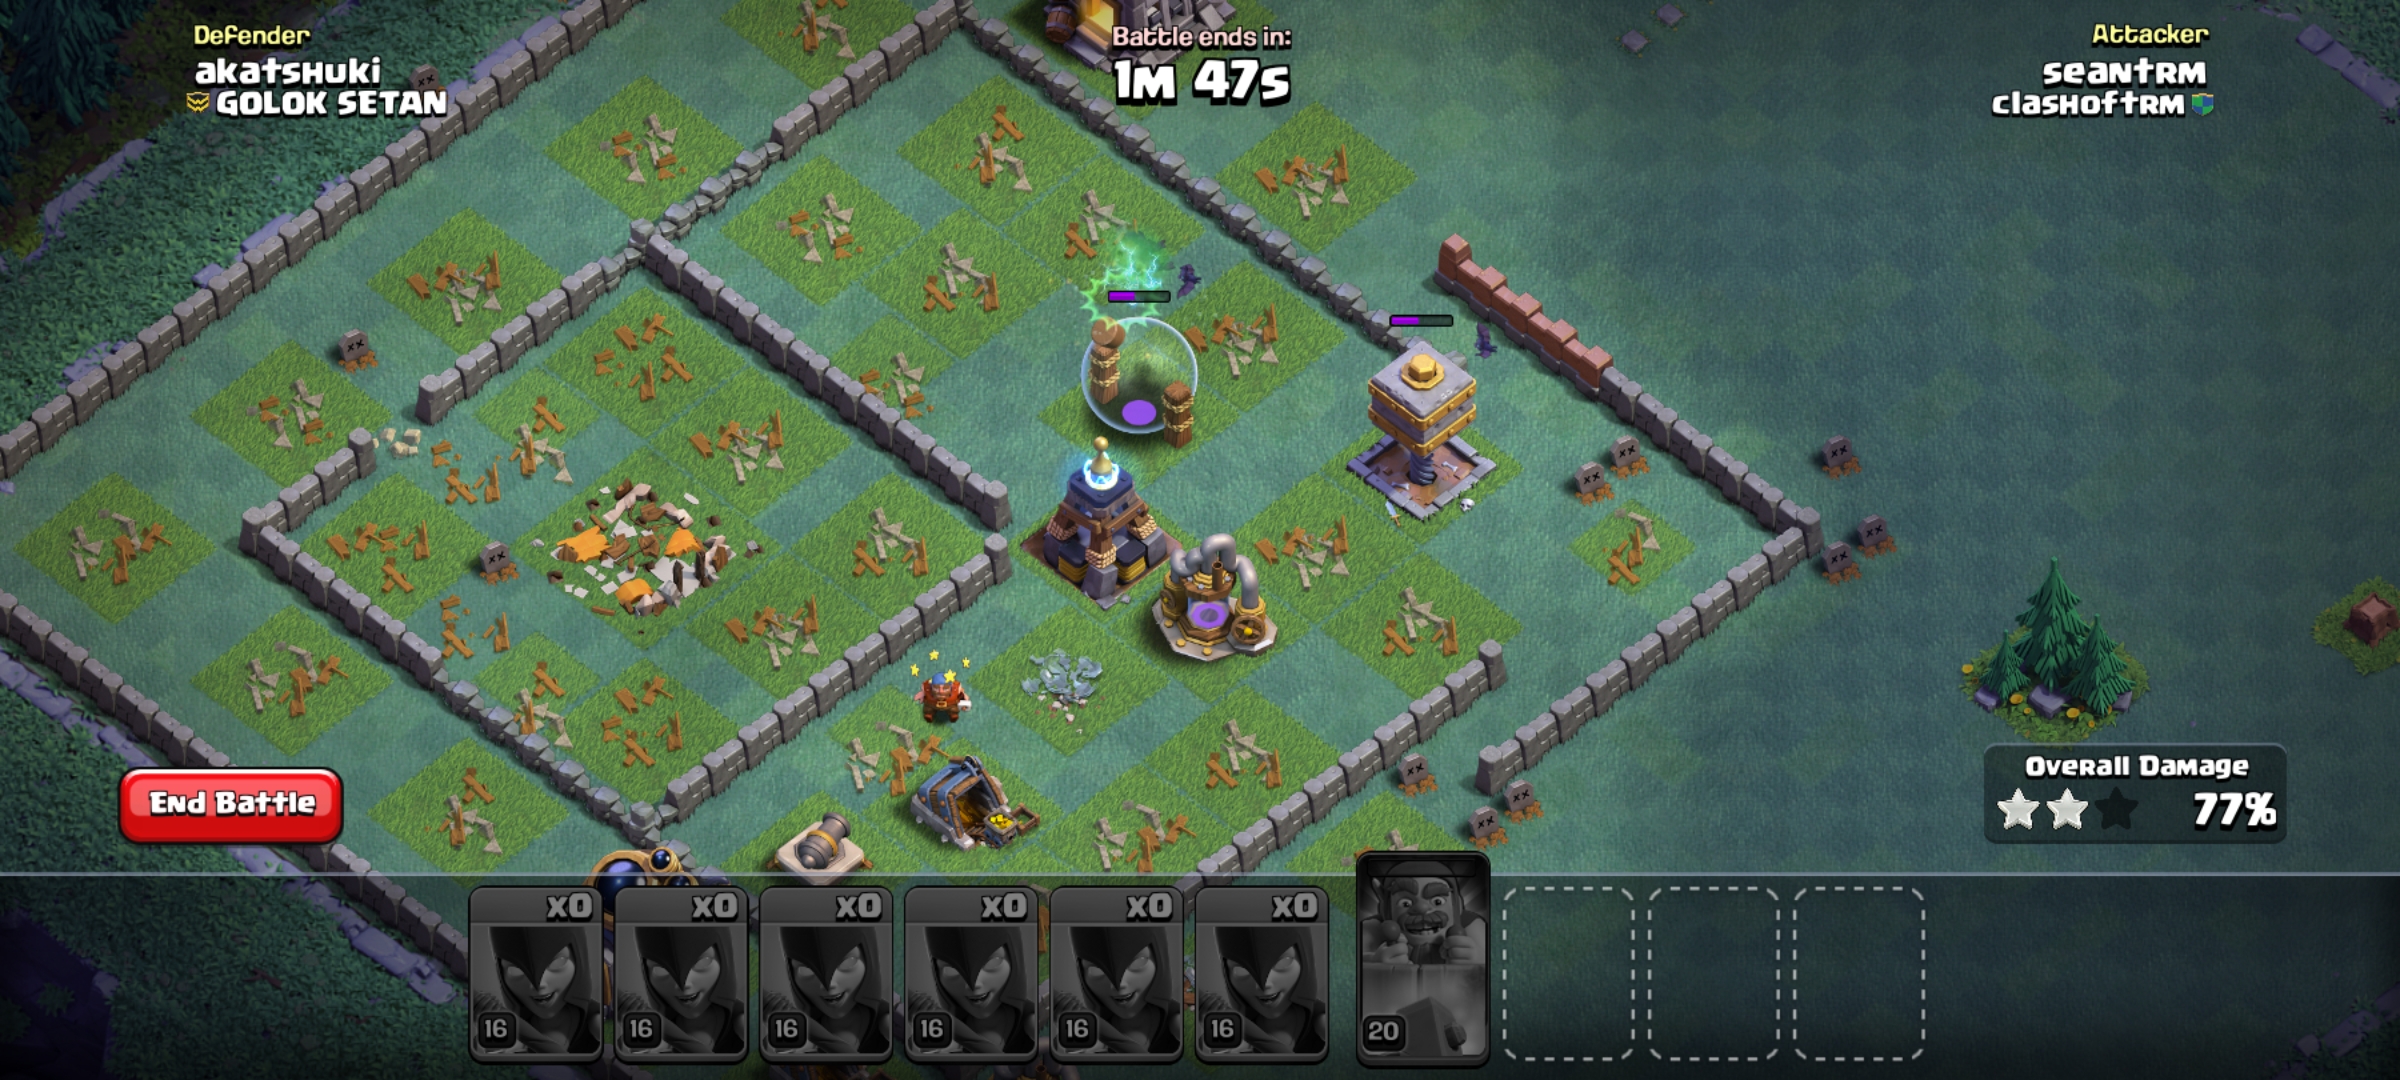 Defender
akatsHuki
GOLOK SETAN
Battle ends in:
1M 47s
Attacker
seantRM
clashoftRM
End Battle
Overall Damage
77%
x0
x0
x0
x0
x0
x0
16
16
16
16
16
16
20